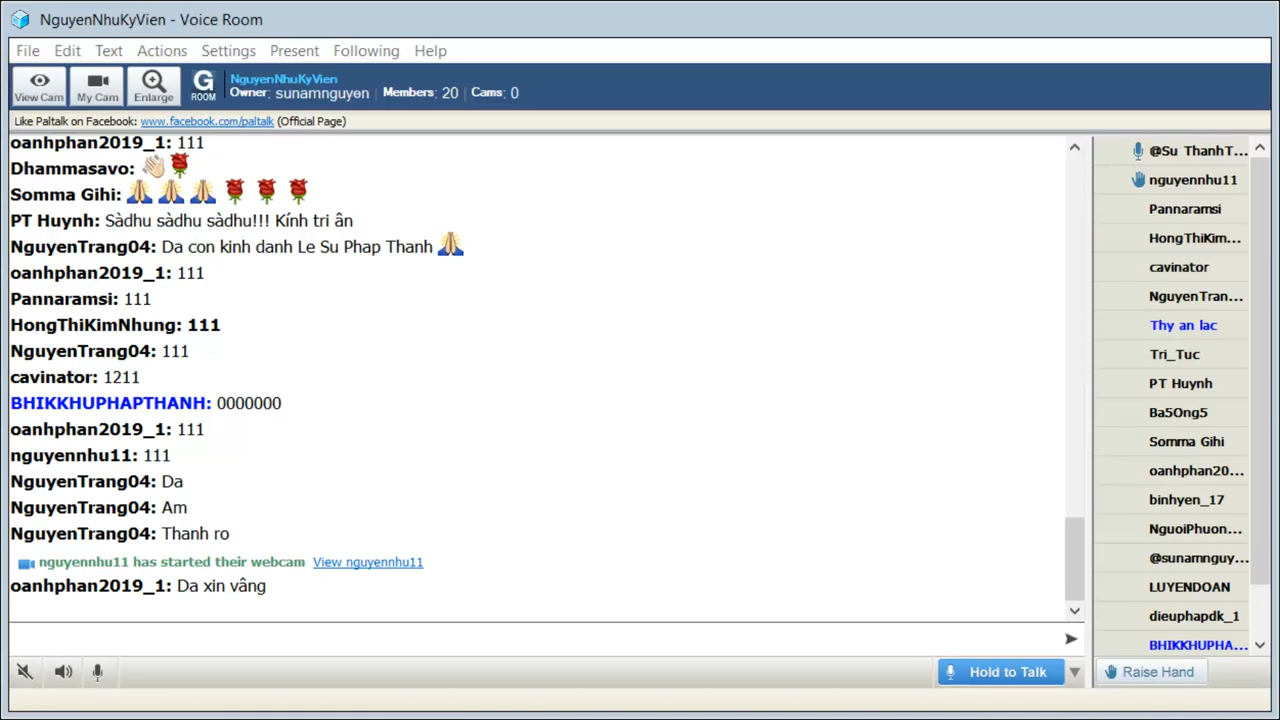 NguyenNhuKyVien - Voice Room
File Edit Text Actions Settings Present Following Help
View Cam My Cam Enlarge G ROOM NguyenNhuKyVien
Owner: sunamnguyen Members: 20 Cams: 0
Like Paltalk on Facebook: www.facebook.com/paltalk (Official Page)
oanhphan2019_1: 111
Dhammasavo: 👏🌹
Somma Gihi: 🙏🙏🙏🌹🌹🌹
PT Huynh: Sàdhu sàdhu sàdhu!!! Kính tri ân
NguyenTrang04: Da con kinh danh Le Su Phap Thanh 🙏
oanhphan2019_1: 111
Pannaramsi: 111
HongThiKimNhung: 111
NguyenTrang04: 111
cavinator: 1211
BHIKKHUPHAPTHANH: 0000000
oanhphan2019_1: 111
nguyennhu11: 111
NguyenTrang04: Da
NguyenTrang04: Am
NguyenTrang04: Thanh ro
nguyennhu11 has started their webcam View nguyennhu11
oanhphan2019_1: Da xin vâng
@Su ThanhT...
nguyennhu11
Pannaramsi
HongThiKim...
cavinator
NguyenTran...
Thy an lac
Tri_Tuc
PT Huynh
Ba5Ong5
Somma Gihi
oanhphan20...
binhyen_17
NguoiPhuon...
@sunamnguy...
LUYENDOAN
dieuphapdk_1
BHIKKHUPHA...
Hold to Talk
Raise Hand